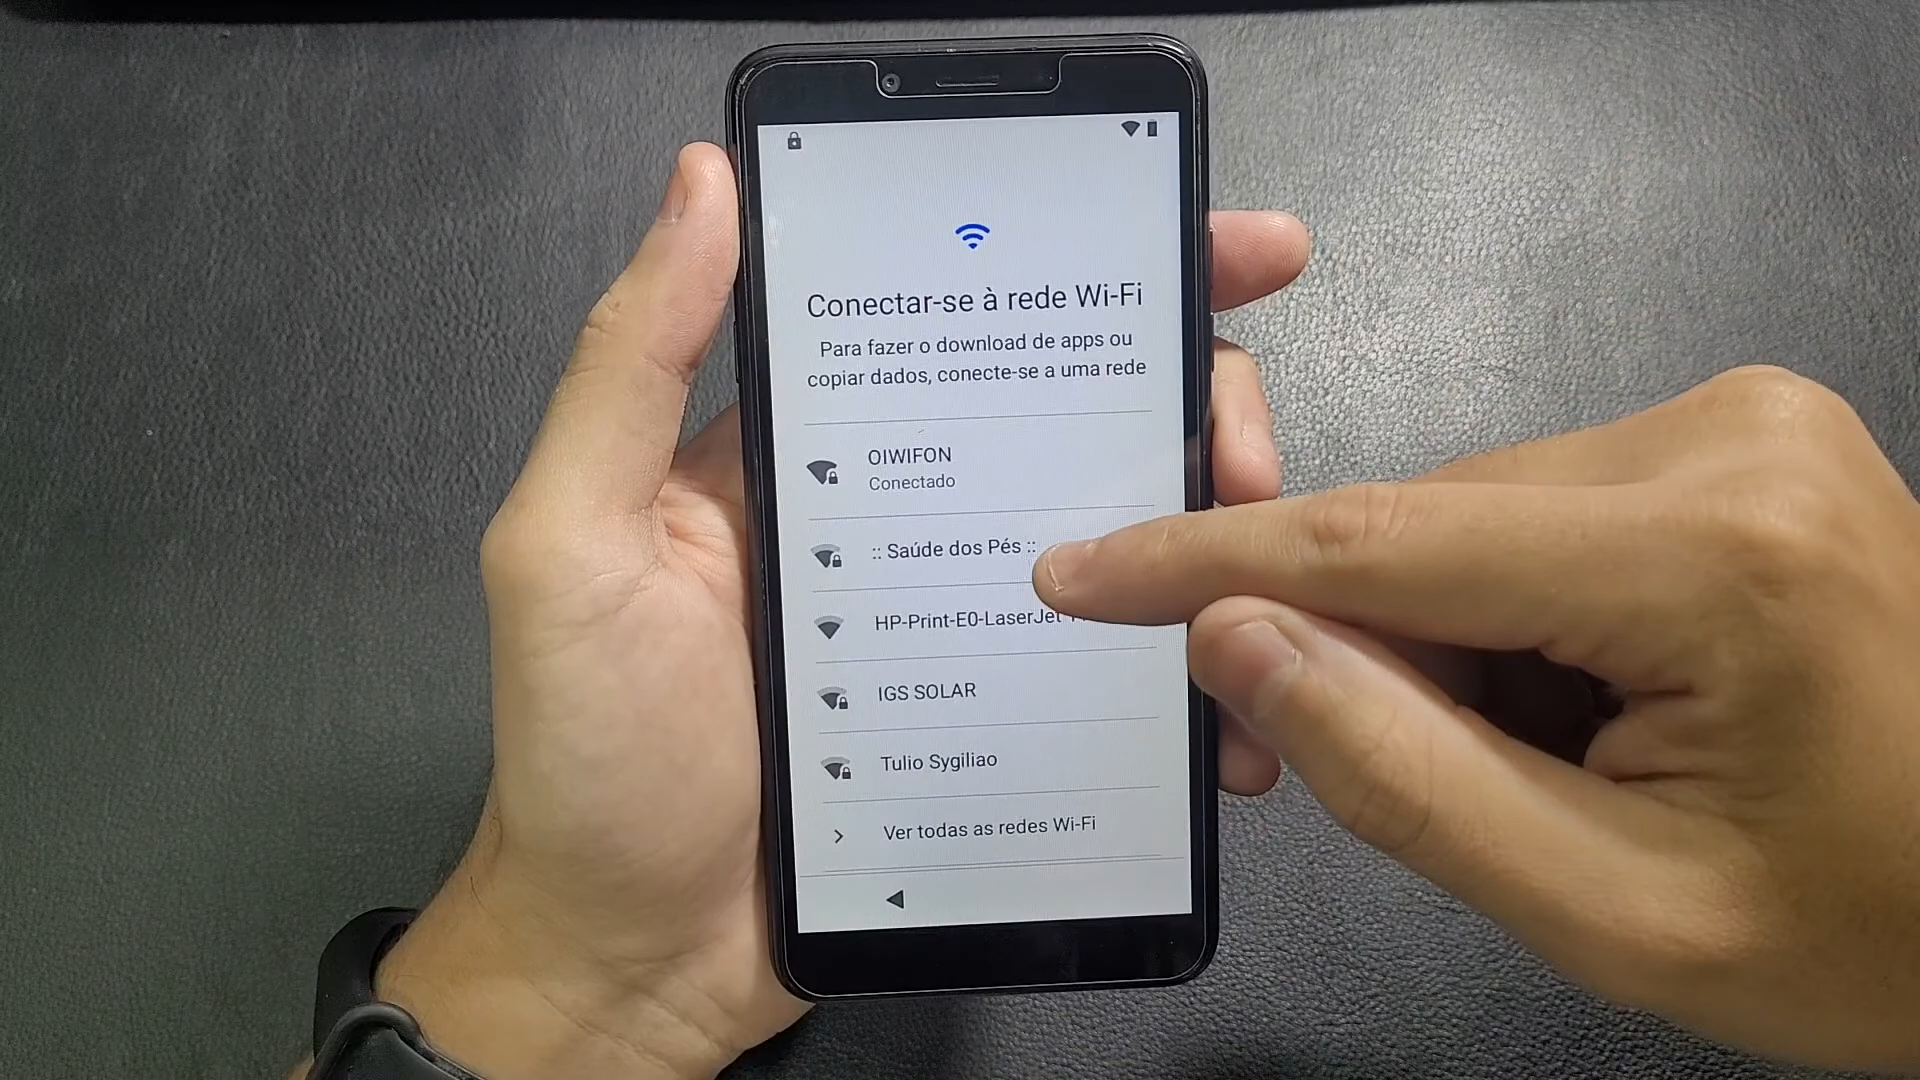 Conectar-se à rede Wi-Fi
Para fazer o download de apps ou
copiar dados, conecte-se a uma rede
OIWIFON
Conectado
:: Saúde dos Pés ::
HP-Print-E0-LaserJet
IGS SOLAR
Tulio Sygiliao
Ver todas as redes Wi-Fi